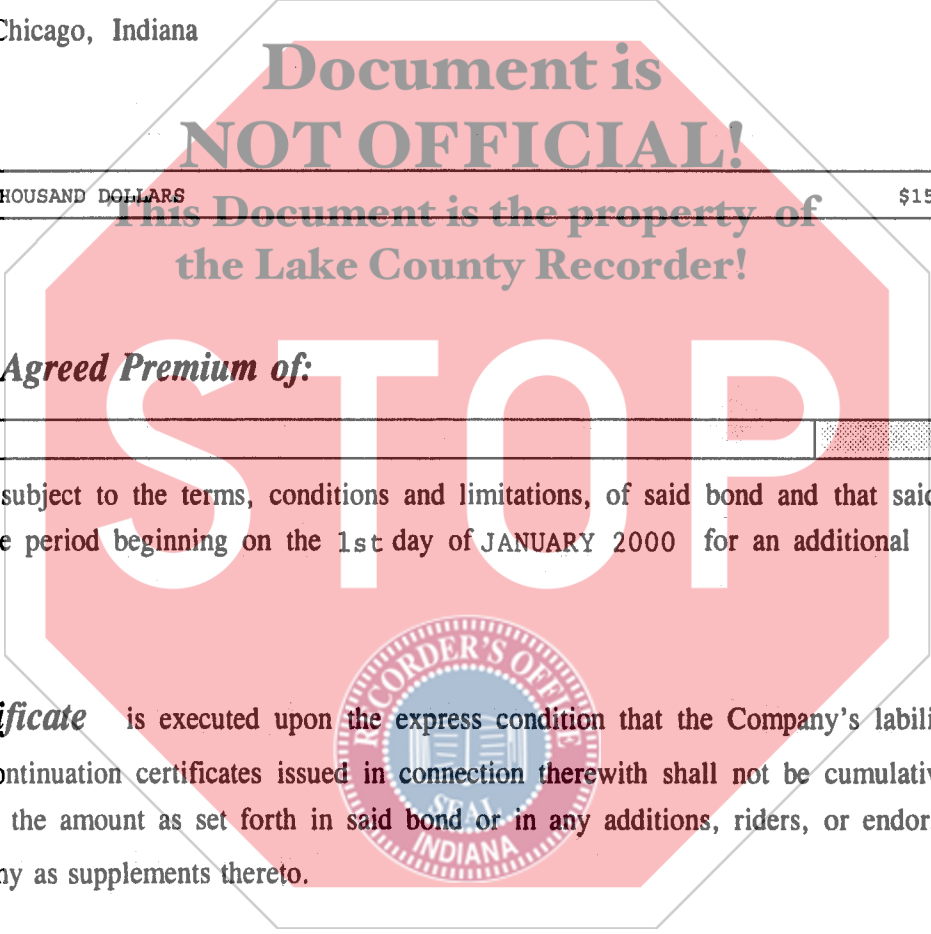 Chicago, Indiana
Document is
NOT OFFICIAL!
HOUSAND DOLLARS $15
This Document is the property of
the Lake County Recorder!
Agreed Premium of:
STOP
subject to the terms, conditions and limitations, of said bond and that said
e period beginning on the 1st day of JANUARY 2000 for an additional
RECORDER'S OFFICE
ificate is executed upon the express condition that the Company's labili
ontinuation certificates issued in connection therewith shall not be cumulativ
SEAL
the amount as set forth in said bond or in any additions, riders, or endor
INDIANA
ny as supplements thereto.